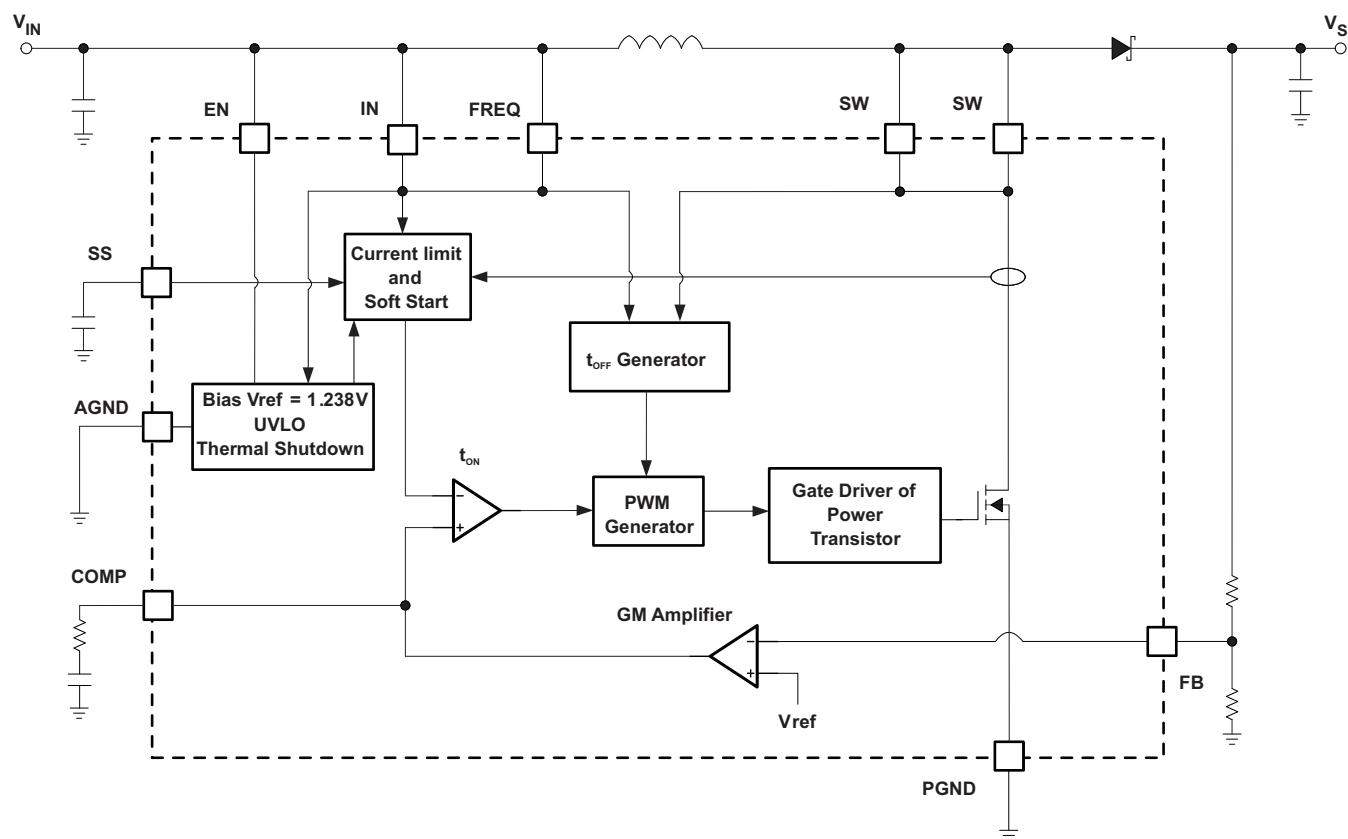 VIN
VS
EN
IN
FREQ
SW
SW
SS
Current limit
and
Soft Start
tOFF Generator
AGND
Bias Vref = 1.238V
UVLO
Thermal Shutdown
tON
PWM
Generator
Gate Driver of
Power
Transistor
COMP
GM Amplifier
FB
Vref
PGND